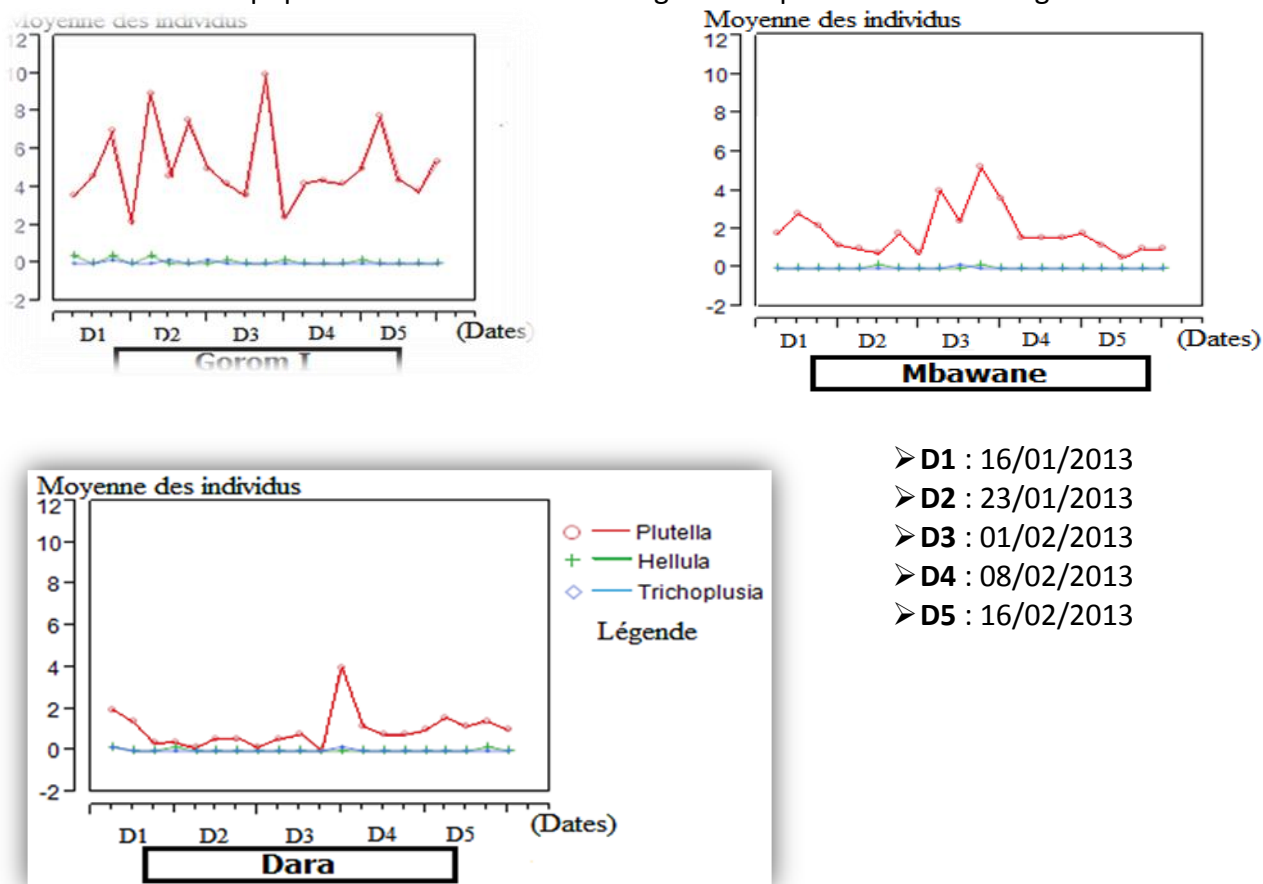 Moyenne des individus
12
10
8
6
4
2
0
-2
D1 D2 D3 D4 D5 (Dates)
Gorom I
Moyenne des individus
12
10
8
6
4
2
0
-2
D1 D2 D3 D4 D5 (Dates)
Mbawane
Moyenne des individus
12
10
8
6
4
2
0
-2
D1 D2 D3 D4 D5 (Dates)
Dara
Plutella
Hellula
Trichoplusia
Légende
➢ D1 : 16/01/2013
➢ D2 : 23/01/2013
➢ D3 : 01/02/2013
➢ D4 : 08/02/2013
➢ D5 : 16/02/2013